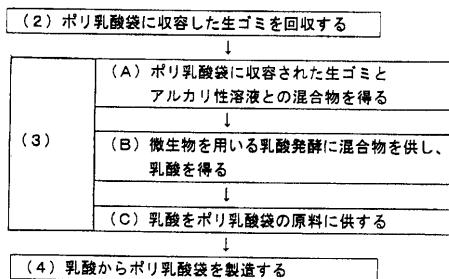 (2) ポリ乳酸袋に収容した生ゴミを回収する
↓
(3)
(A) ポリ乳酸袋に収容された生ゴミと
アルカリ性溶液との混合物を得る
↓
(B) 微生物を用いる乳酸発酵に混合物を供し、
乳酸を得る
↓
(C) 乳酸をポリ乳酸袋の原料に供する
↓
(4) 乳酸からポリ乳酸袋を製造する